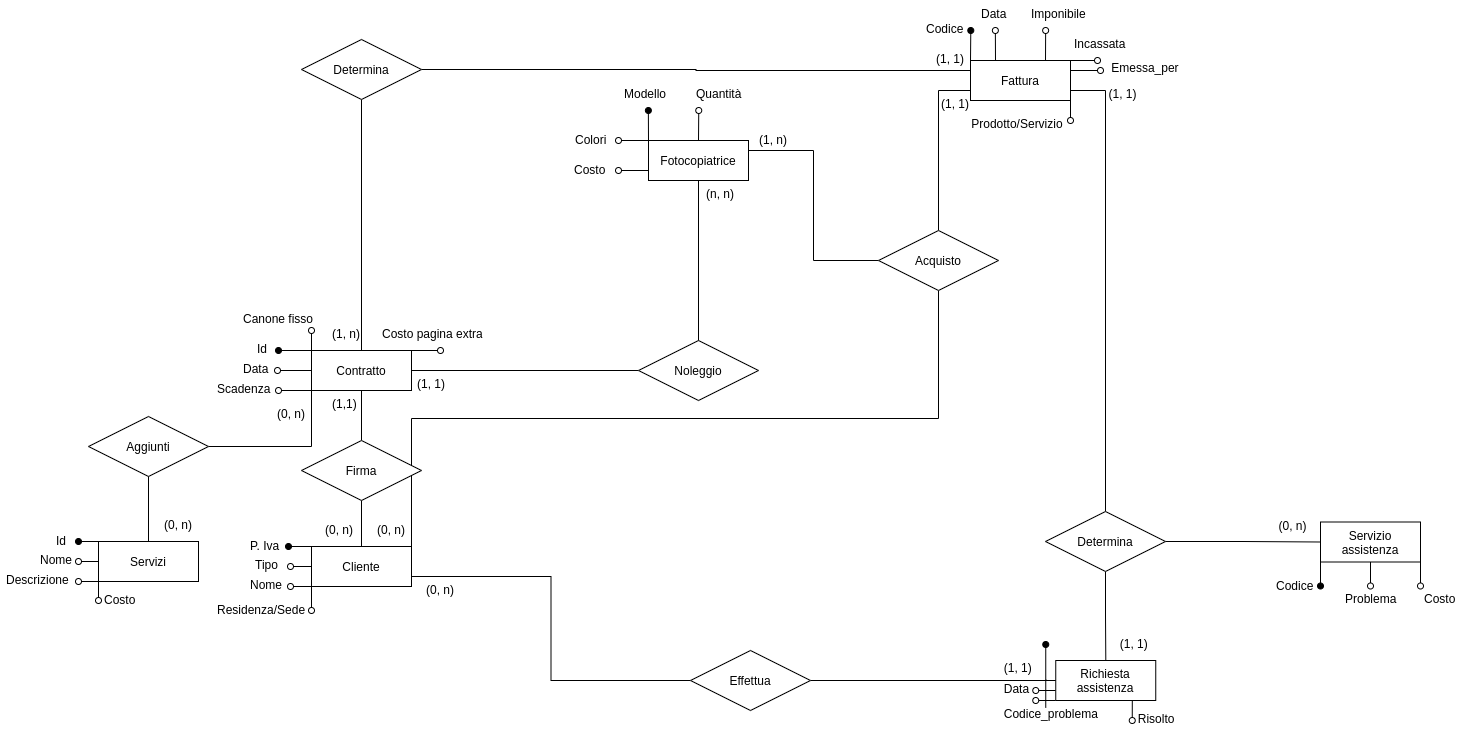 Data
Imponibile
Codice
Incassata
(1, 1)
Emessa_per
Determina
Fattura
Modello
Quantità
(1, 1)
(1, 1)
Prodotto/Servizio
Colori
(1, n)
Fotocopiatrice
Costo
(n, n)
Acquisto
Canone fisso
(1, n)
Costo pagina extra
Id
Data
Contratto
Noleggio
Scadenza
(1, 1)
(1,1)
(0, n)
Aggiunti
Firma
(0, n)
(0, n)
(0, n)
(0, n)
Id
P. Iva
Determina
Servizio
assistenza
Nome
Servizi
Tipo
Cliente
Descrizione
Nome
(0, n)
Codice
Costo
Residenza/Sede
Problema
Costo
(1, 1)
(1, 1)
Effettua
Richiesta
assistenza
Data
Codice_problema
Risolto